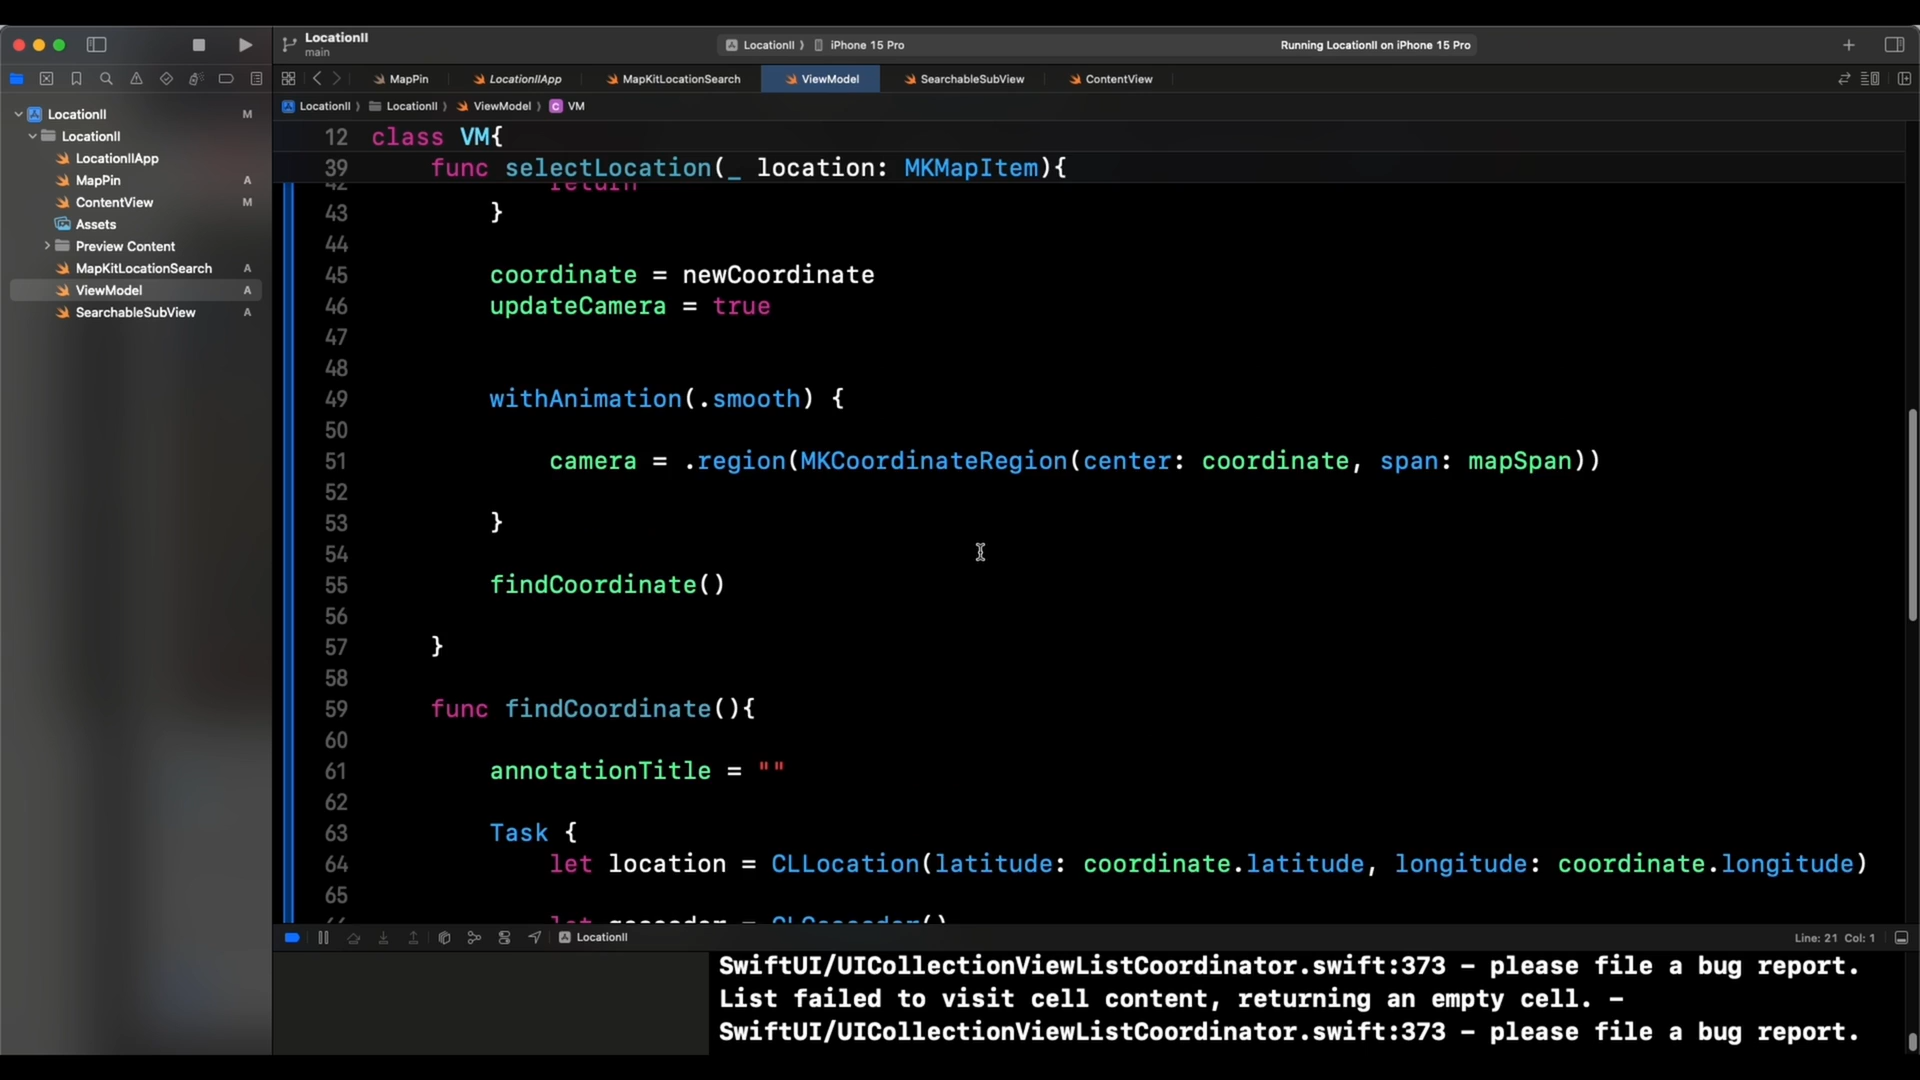 LocationII
main
LocationII ⟩ iPhone 15 Pro
Running LocationII on iPhone 15 Pro
MapPin
LocationIIApp
MapKitLocationSearch
ViewModel
SearchableSubView
ContentView
LocationII ⟩ LocationII ⟩ ViewModel ⟩ C VM
LocationII M
LocationII
LocationIIApp
MapPin A
ContentView M
Assets
Preview Content
MapKitLocationSearch A
ViewModel A
SearchableSubView A
12 class VM{
39 func selectLocation(_ location: MKMapItem){
42 return
43 }
44
45 coordinate = newCoordinate
46 updateCamera = true
47
48
49 withAnimation(.smooth) {
50
51 camera = .region(MKCoordinateRegion(center: coordinate, span: mapSpan))
52
53 }
54
55 findCoordinate()
56
57 }
58
59 func findCoordinate(){
60
61 annotationTitle = ""
62
63 Task {
64 let location = CLLocation(latitude: coordinate.latitude, longitude: coordinate.longitude)
65
LocationII
Line: 21 Col: 1
SwiftUI/UICollectionViewListCoordinator.swift:373 – please file a bug report.
List failed to visit cell content, returning an empty cell. –
SwiftUI/UICollectionViewListCoordinator.swift:373 – please file a bug report.